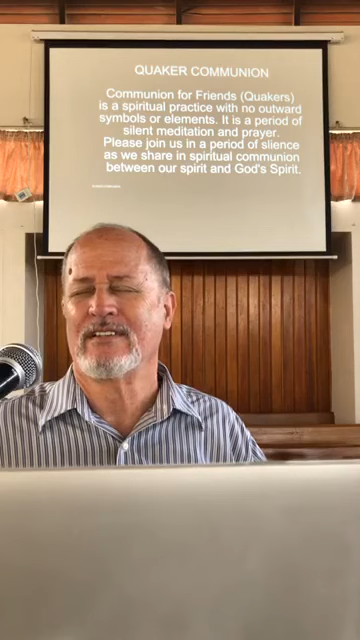 QUAKER COMMUNION
Communion for Friends (Quakers)
is a spiritual practice with no outward
symbols or elements. It is a period of
silent meditation and prayer.
Please join us in a period of slience
as we share in spiritual communion
between our spirit and God's Spirit.